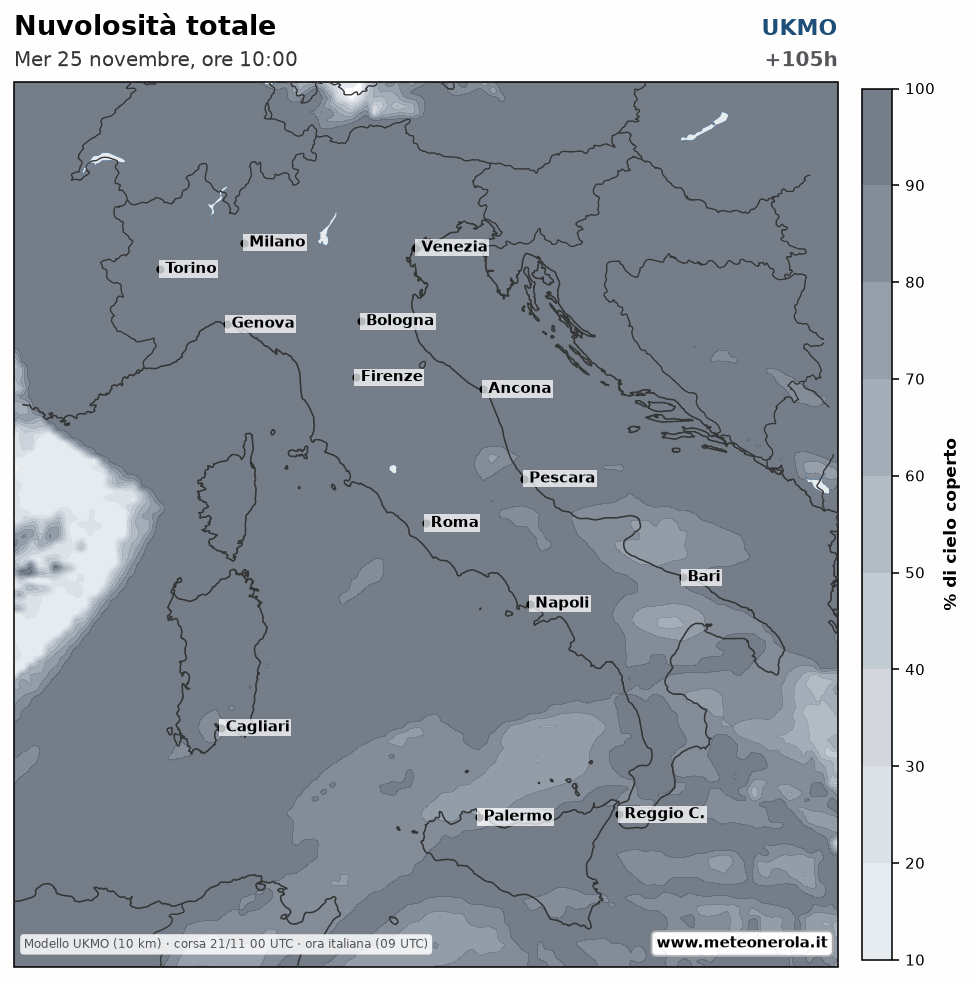 Nuvolosità totale
UKMO
Mer 25 novembre, ore 10:00
+105h
100
90
80
70
60
50
40
30
20
10
% di cielo coperto
Milano
Venezia
Torino
Genova
Bologna
Firenze
Ancona
Pescara
Roma
Bari
Napoli
Cagliari
Palermo
Reggio C.
Modello UKMO (10 km) · corsa 21/11 00 UTC · ora italiana (09 UTC)
www.meteonerola.it